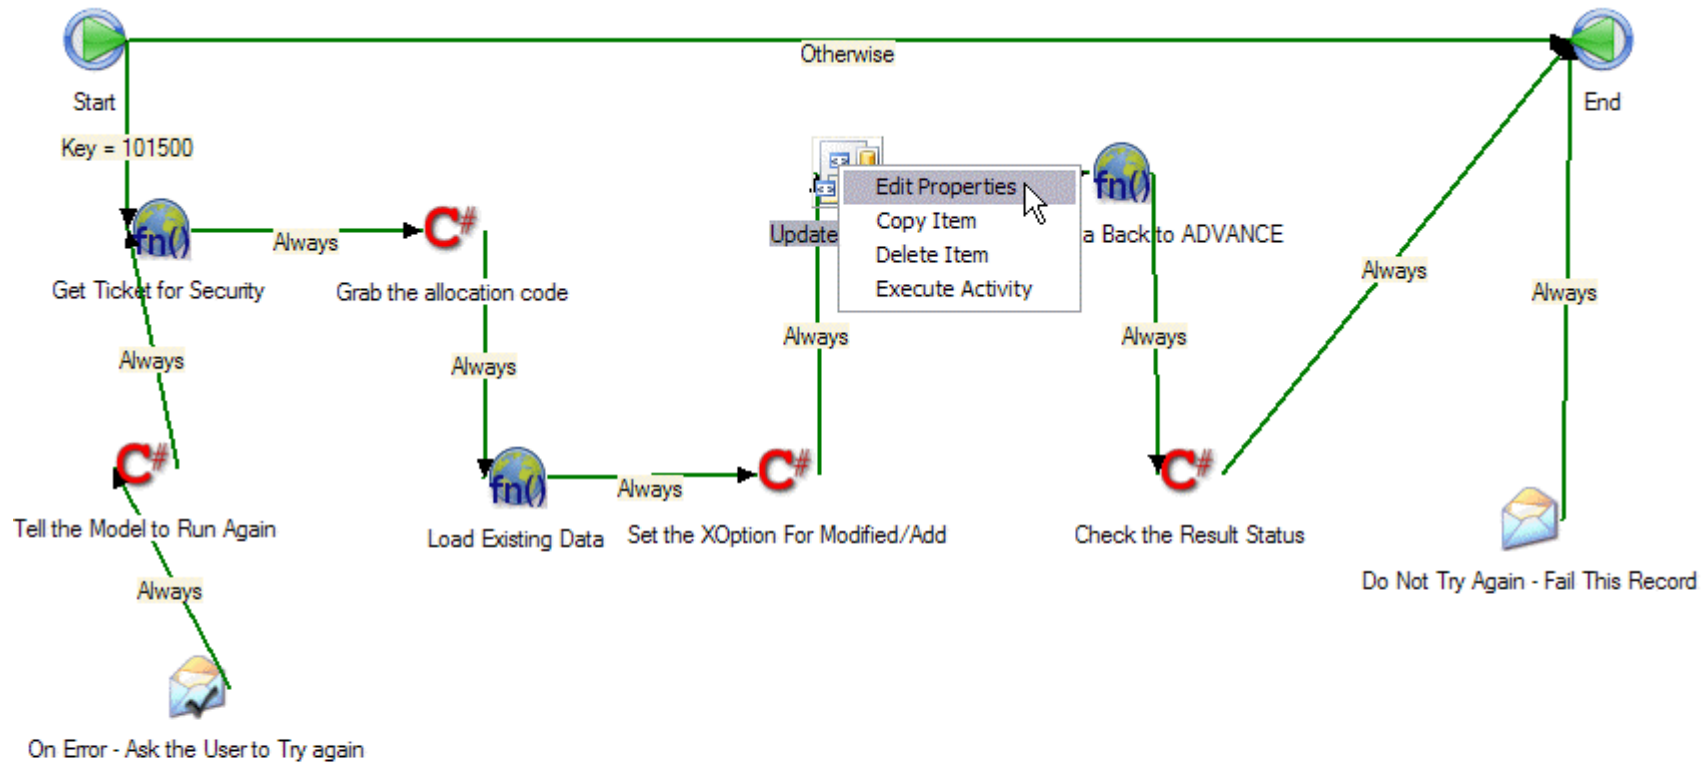 Otherwise
Start
End
Key = 101500
Edit Properties
Copy Item
Delete Item
Execute Activity
fn()
Update
a Back to ADVANCE
fn()
C#
Always
Get Ticket for Security
Grab the allocation code
Always
Always
Always
Always
Always
Always
C#
fn()
Always
C#
C#
Tell the Model to Run Again
Load Existing Data
Set the XOption For Modified/Add
Check the Result Status
Do Not Try Again - Fail This Record
Always
On Error - Ask the User to Try again